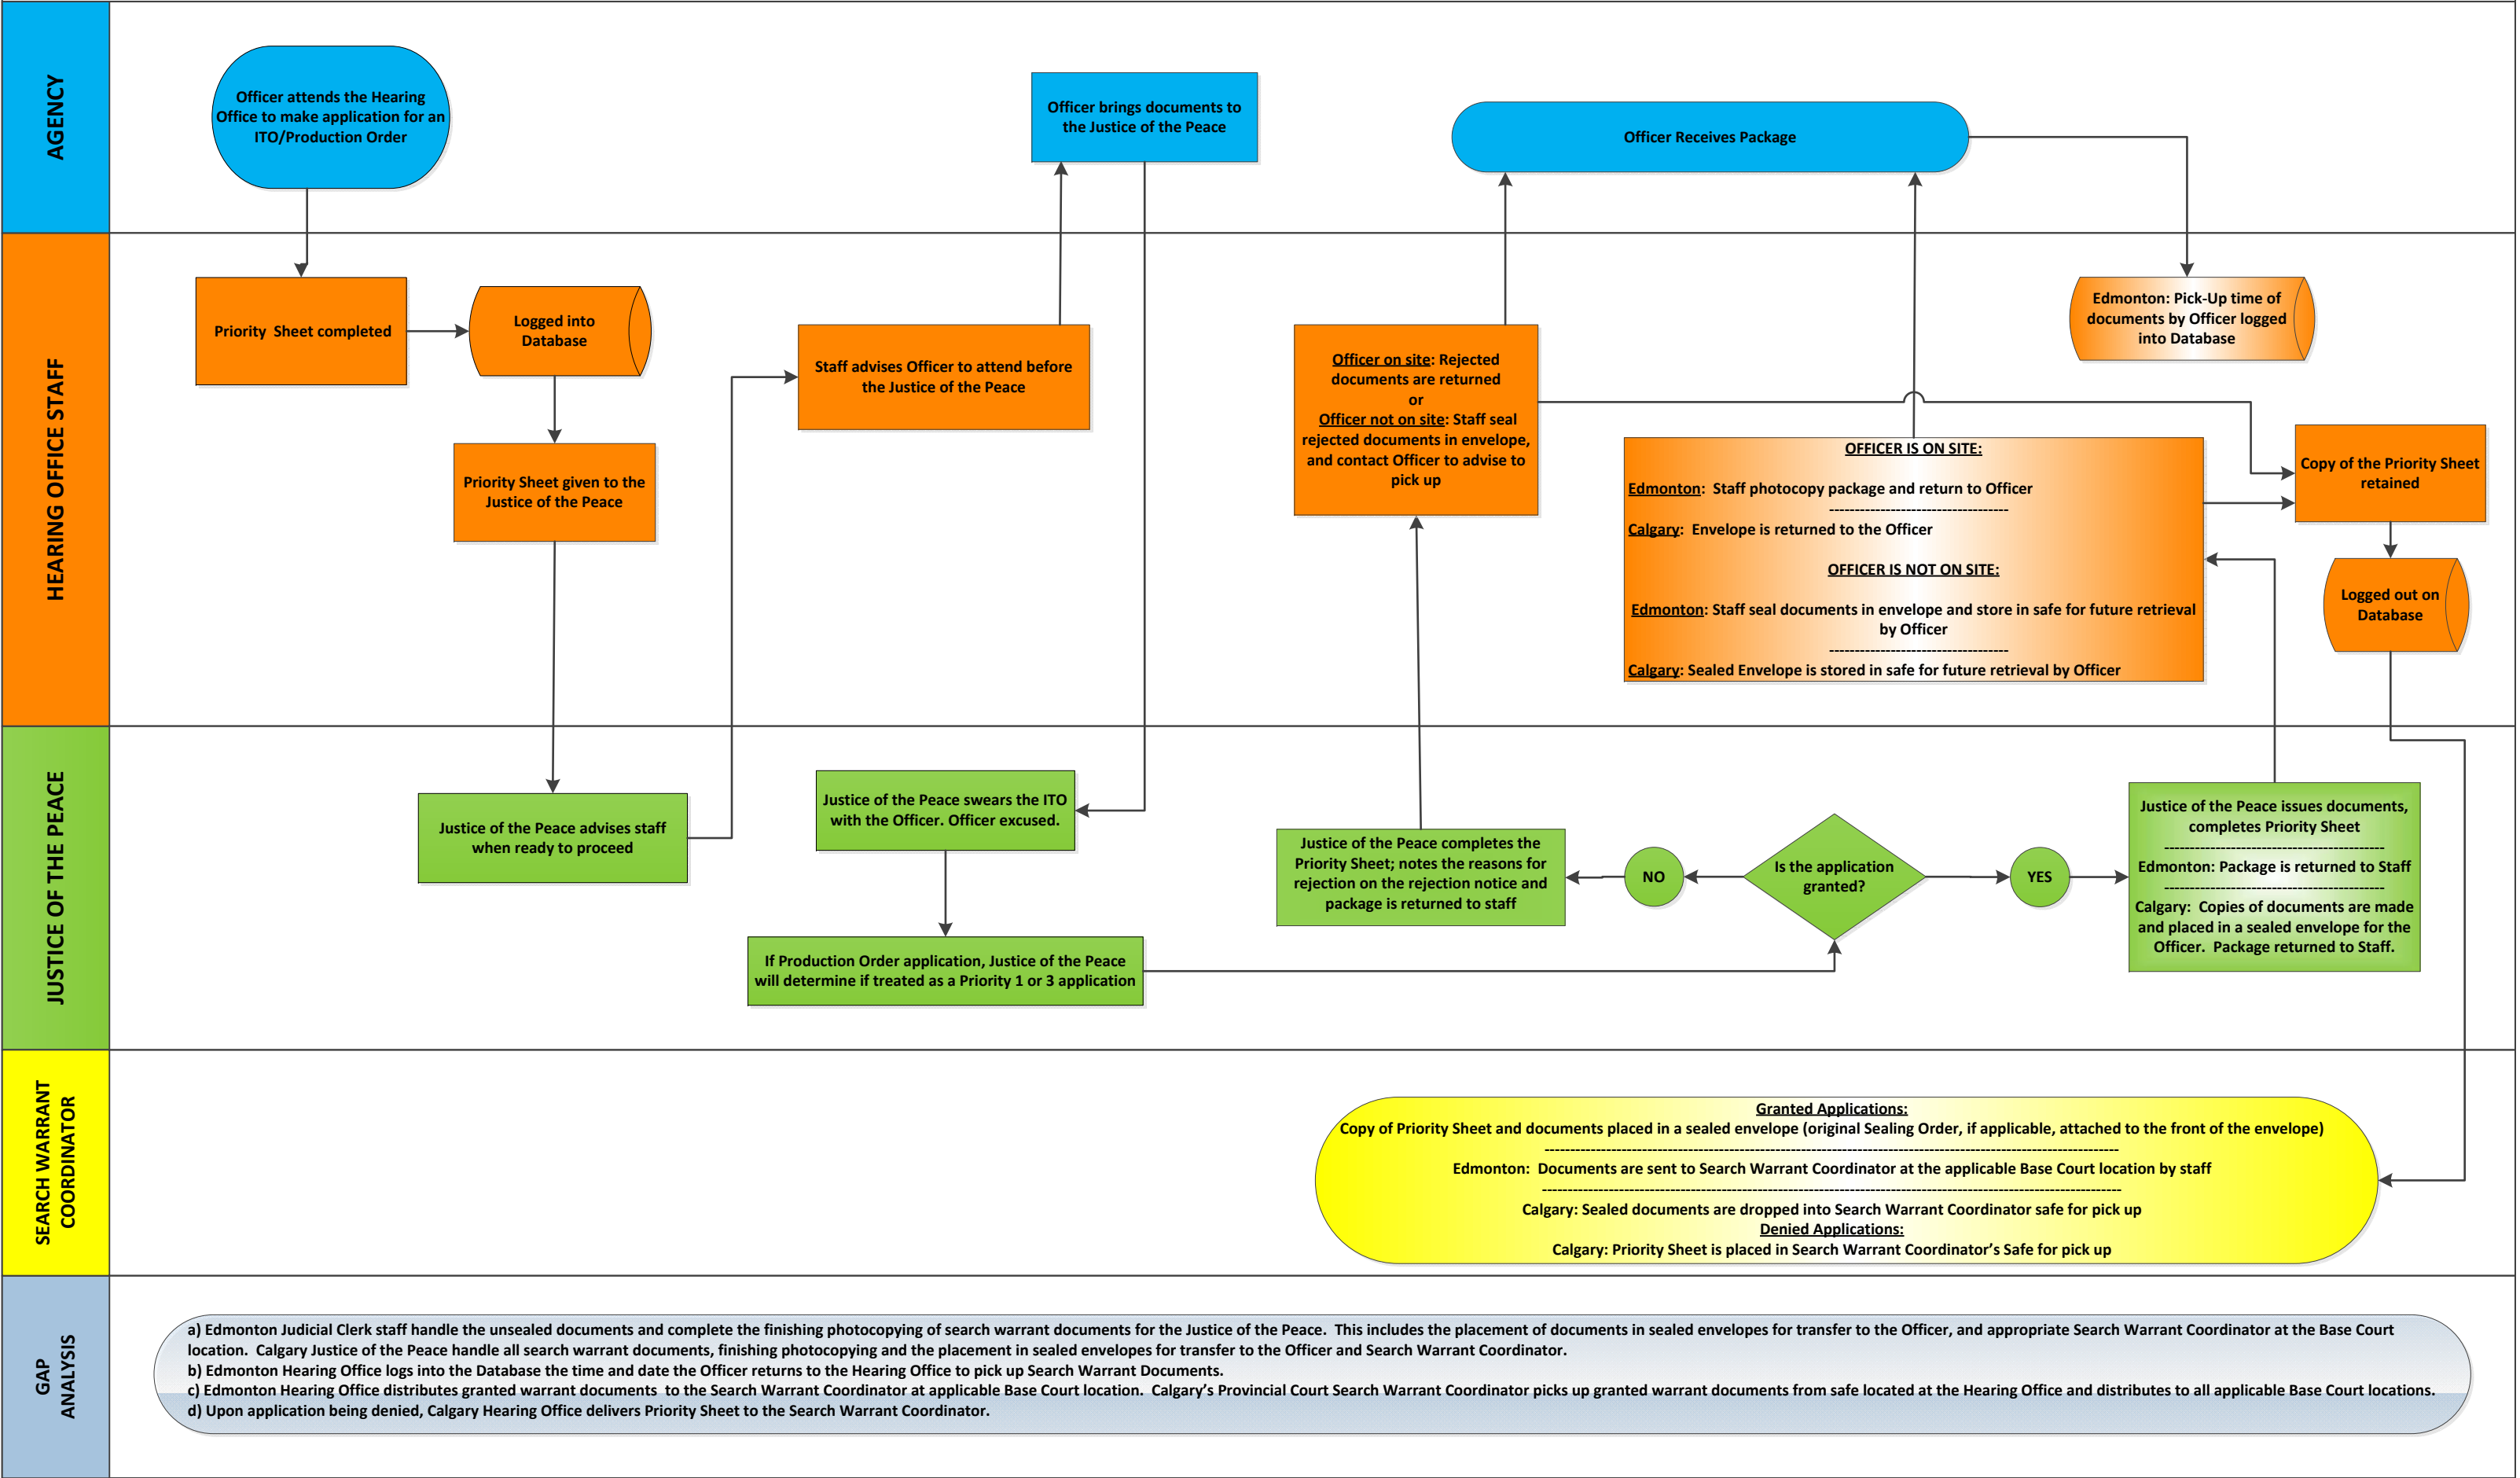 AGENCY
Officer attends the Hearing
Office to make application for an
ITO/Production Order
Officer brings documents to
the Justice of the Peace
Officer Receives Package
HEARING OFFICE STAFF
Priority  Sheet completed
Logged into
Database
Priority Sheet given to the
Justice of the Peace
Staff advises Officer to attend before
the Justice of the Peace
Officer on site: Rejected
documents are returned
or
Officer not on site: Staff seal
rejected documents in envelope,
and contact Officer to advise to
pick up
OFFICER IS ON SITE:
Edmonton:  Staff photocopy package and return to Officer
-----------------------------------
Calgary:  Envelope is returned to the Officer
OFFICER IS NOT ON SITE:
Edmonton: Staff seal documents in envelope and store in safe for future retrieval
by Officer
-----------------------------------
Calgary: Sealed Envelope is stored in safe for future retrieval by Officer
Edmonton: Pick-Up time of
documents by Officer logged
into Database
Copy of the Priority Sheet
retained
Logged out on
Database
JUSTICE OF THE PEACE
Justice of the Peace advises staff
when ready to proceed
Justice of the Peace swears the ITO
with the Officer. Officer excused.
If Production Order application, Justice of the Peace
will determine if treated as a Priority 1 or 3 application
Justice of the Peace completes the
Priority Sheet; notes the reasons for
rejection on the rejection notice and
package is returned to staff
NO
Is the application
granted?
YES
Justice of the Peace issues documents,
completes Priority Sheet
-------------------------------------------
Edmonton: Package is returned to Staff
-------------------------------------------
Calgary:  Copies of documents are made
and placed in a sealed envelope for the
Officer.  Package returned to Staff.
SEARCH WARRANT
COORDINATOR
Granted Applications:
Copy of Priority Sheet and documents placed in a sealed envelope (original Sealing Order, if applicable, attached to the front of the envelope)
----------------------------------------------------------------------------------------------------------------
Edmonton:  Documents are sent to Search Warrant Coordinator at the applicable Base Court location by staff
-----------------------------------------------------------------------------------------------------------------
Calgary: Sealed documents are dropped into Search Warrant Coordinator safe for pick up
Denied Applications:
Calgary: Priority Sheet is placed in Search Warrant Coordinator’s Safe for pick up
GAP
ANALYSIS
a) Edmonton Judicial Clerk staff handle the unsealed documents and complete the finishing photocopying of search warrant documents for the Justice of the Peace.  This includes the placement of documents in sealed envelopes for transfer to the Officer, and appropriate Search Warrant Coordinator at the Base Court
location.  Calgary Justice of the Peace handle all search warrant documents, finishing photocopying and the placement in sealed envelopes for transfer to the Officer and Search Warrant Coordinator.
b) Edmonton Hearing Office logs into the Database the time and date the Officer returns to the Hearing Office to pick up Search Warrant Documents.
c) Edmonton Hearing Office distributes granted warrant documents  to the Search Warrant Coordinator at applicable Base Court location.  Calgary’s Provincial Court Search Warrant Coordinator picks up granted warrant documents from safe located at the Hearing Office and distributes to all applicable Base Court locations.
d) Upon application being denied, Calgary Hearing Office delivers Priority Sheet to the Search Warrant Coordinator.